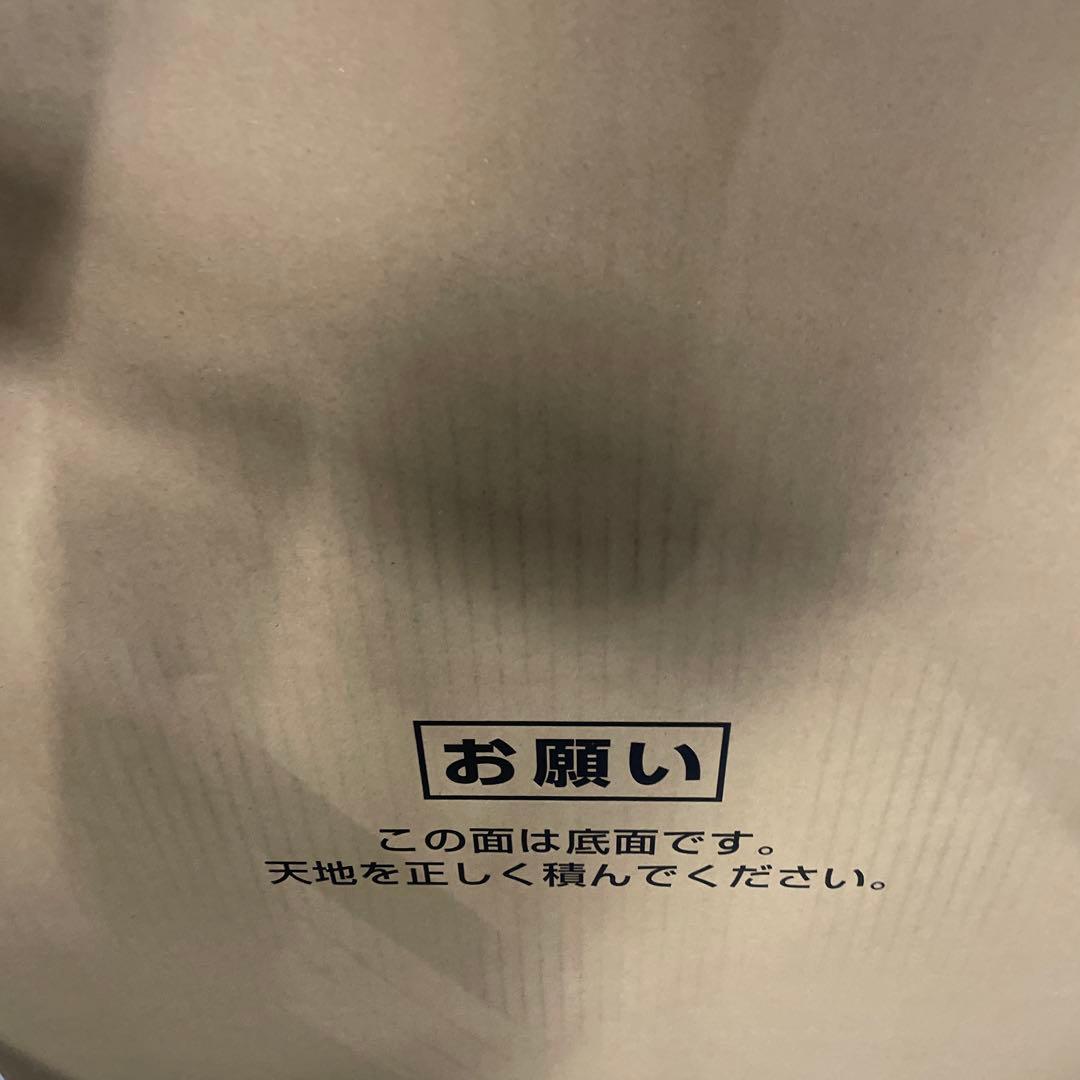 お願い
この面は底面です。
天地を正しく積んでください。